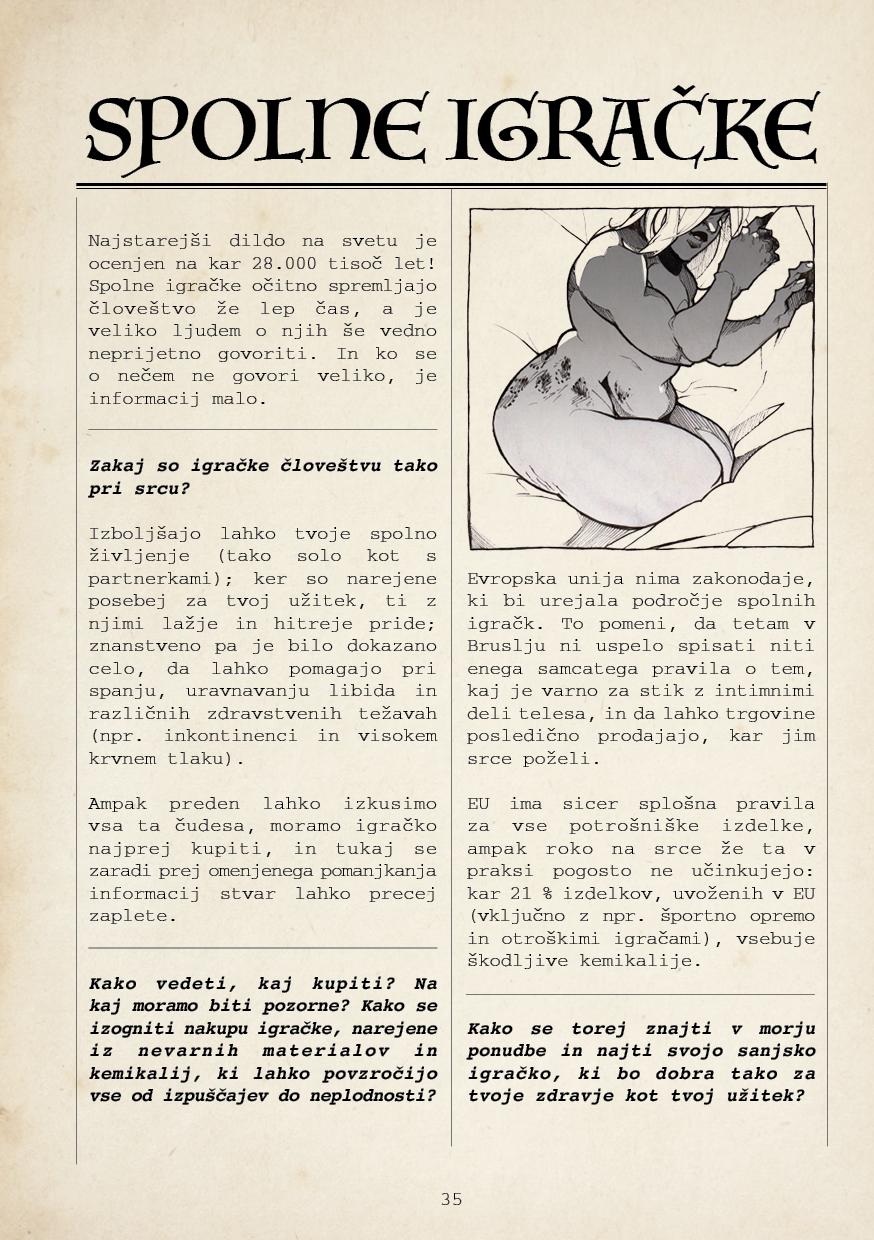 SPOLNE IGRAČKE
Najstarejši dildo na svetu je
ocenjen na kar 28.000 tisoč let!
Spolne igračke očitno spremljajo
človeštvo že lep čas, a je
veliko ljudem o njih še vedno
neprijetno govoriti. In ko se
o nečem ne govori veliko, je
informacij malo.
Zakaj so igračke človeštvu tako
pri srcu?
Izboljšajo lahko tvoje spolno
življenje (tako solo kot s
partnerkami); ker so narejene
posebej za tvoj užitek, ti z
njimi lažje in hitreje pride;
znanstveno pa je bilo dokazano
celo, da lahko pomagajo pri
spanju, uravnavanju libida in
različnih zdravstvenih težavah
(npr. inkontinenci in visokem
krvnem tlaku).
Ampak preden lahko izkusimo
vsa ta čudesa, moramo igračko
najprej kupiti, in tukaj se
zaradi prej omenjenega pomanjkanja
informacij stvar lahko precej
zaplete.
Kako vedeti, kaj kupiti? Na
kaj moramo biti pozorne? Kako se
izogniti nakupu igračke, narejene
iz nevarnih materialov in
kemikalij, ki lahko povzročijo
vse od izpuščajev do neplodnosti?
Evropska unija nima zakonodaje,
ki bi urejala področje spolnih
igračk. To pomeni, da tetam v
Bruslju ni uspelo spisati niti
enega samcatega pravila o tem,
kaj je varno za stik z intimnimi
deli telesa, in da lahko trgovine
posledično prodajajo, kar jim
srce poželi.
EU ima sicer splošna pravila
za vse potrošniške izdelke,
ampak roko na srce že ta v
praksi pogosto ne učinkujejo:
kar 21 % izdelkov, uvoženih v EU
(vključno z npr. športno opremo
in otroškimi igračami), vsebuje
škodljive kemikalije.
Kako se torej znajti v morju
ponudbe in najti svojo sanjsko
igračko, ki bo dobra tako za
tvoje zdravje kot tvoj užitek?
35